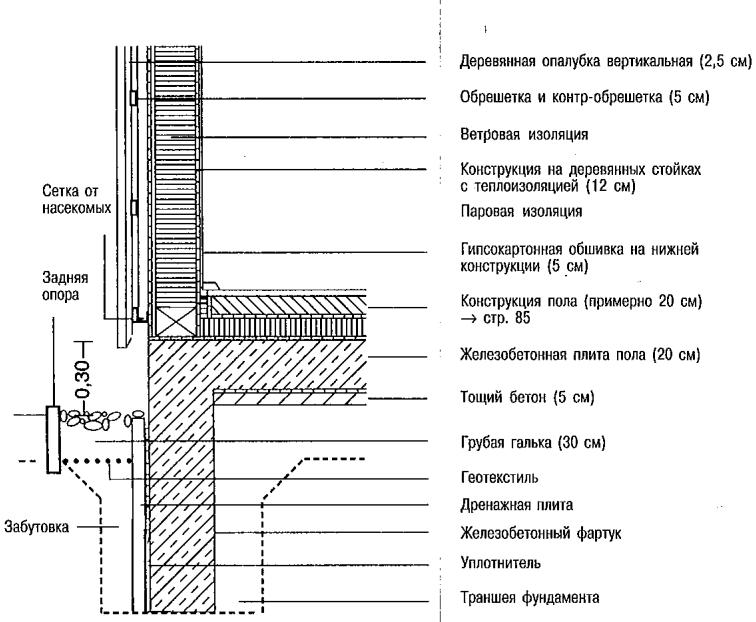 Деревянная опалубка вертикальная (2,5 см)
Обрешетка и контр-обрешетка (5 см)
Ветровая изоляция
Конструкция на деревянных стойках
с теплоизоляцией (12 см)
Паровая изоляция
Гипсокартонная обшивка на нижней
конструкции (5 см)
Конструкция пола (примерно 20 см)
→ стр. 85
Железобетонная плита пола (20 см)
Тощий бетон (5 см)
Грубая галька (30 см)
Геотекстиль
Дренажная плита
Железобетонный фартук
Уплотнитель
Траншея фундамента
Сетка от
насекомых
Задняя
опора
0,30
Забутовка